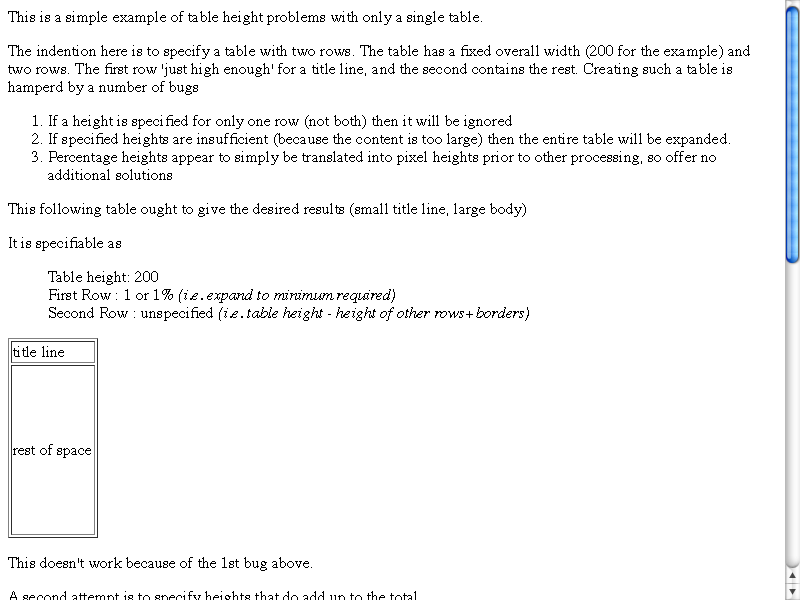 This is a simple example of table height problems with only a single table.
The indention here is to specify a table with two rows. The table has a fixed overall width (200 for the example) and
two rows. The first row 'just high enough' for a title line, and the second contains the rest. Creating such a table is
hamperd by a number of bugs
1. If a height is specified for only one row (not both) then it will be ignored
2. If specified heights are insufficient (because the content is too large) then the entire table will be expanded.
3. Percentage heights appear to simply be translated into pixel heights prior to other processing, so offer no
additional solutions
This following table ought to give the desired results (small title line, large body)
It is specifiable as
Table height: 200
First Row : 1 or 1% (i.e. expand to minimum required)
Second Row : unspecified (i.e. table height - height of other rows+borders)
title line
rest of space
This doesn't work because of the 1st bug above.
A second attempt is to specify heights that do add up to the total